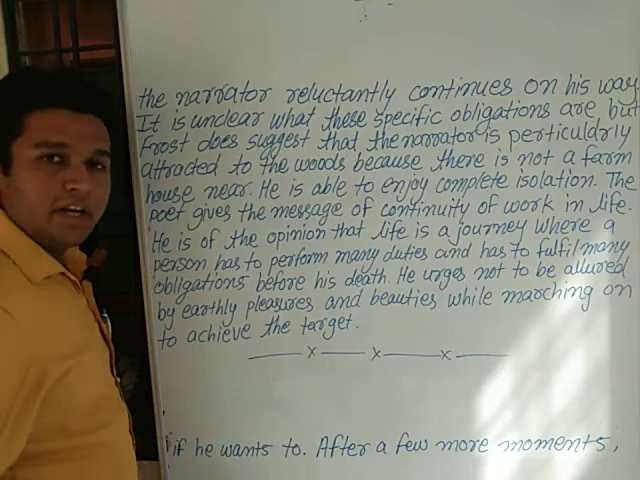 the narrator reluctantly continues on his way
It is unclear what these specific obligations are but
Frost does suggest that the narrator is perticuldrly
attracted to the woods because there is not a farm
house near. He is able to enjoy complete isolation. The
poet gives the message of continuity of work in life.
He is of the opinion that life is a journey where a
person has to perform many duties and has to fulfil many
obligations before his death. He urges not to be allured
by earthly pleasures and beauties while marching on
to achieve the target.
x x x
if he wants to. After a few more moments,